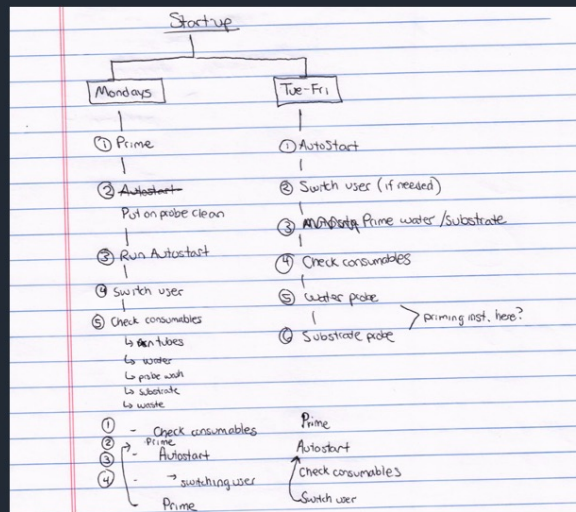 Start-up
Mondays
Tue-Fri
① Prime
② Autostart
Put on probe clean
③ Run Autostart
④ Switch user
⑤ Check consumables
↳ tubes
↳ water
↳ probe wash
↳ substrate
↳ waste
① AutoStart
② Switch user (if needed)
③ Prime water/substrate
④ Check consumables
⑤ Water probe
⑥ Substrate probe
priming inst. here?
① - Check consumables
② Prime
③ - Autostart
④ - → switching user
Prime
Prime
Autostart
Check consumables
Switch user